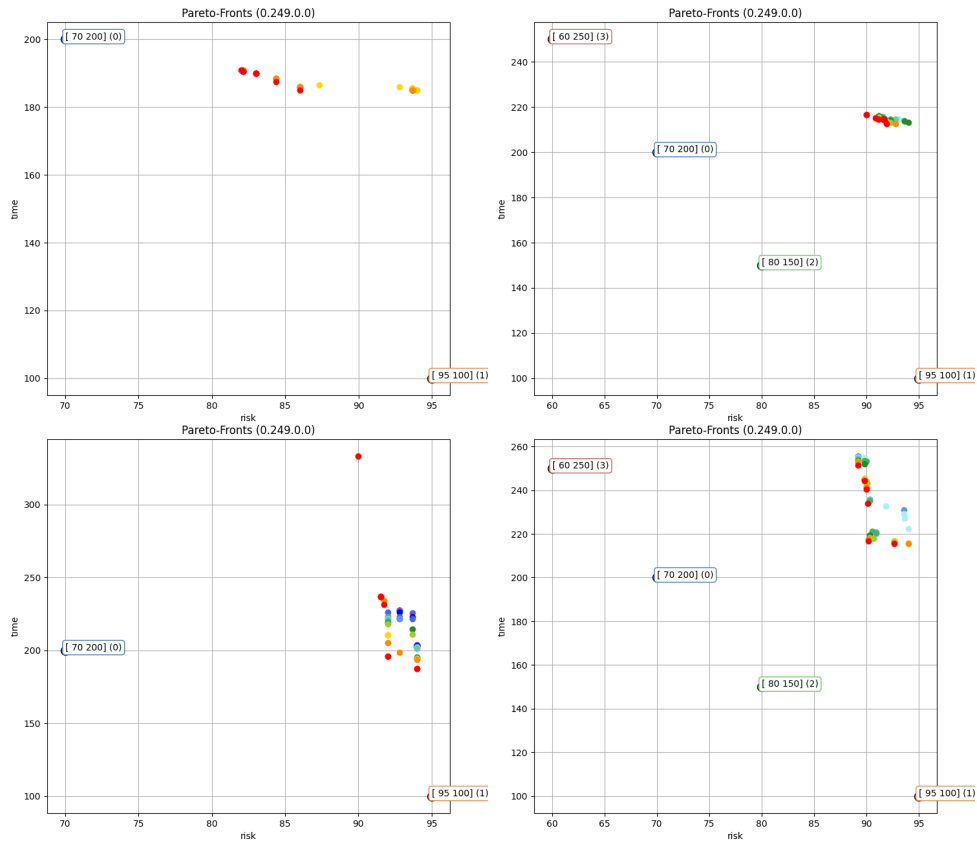 Pareto-Fronts (0.249.0.0)
200
180
160
140
120
100
70
75
80
85
90
95
time
risk
[ 70 200] (0)
[ 95 100] (1)
Pareto-Fronts (0.249.0.0)
240
220
200
180
160
140
120
100
60
65
70
75
80
85
90
95
time
risk
[ 60 250] (3)
[ 70 200] (0)
[ 80 150] (2)
[ 95 100] (1)
Pareto-Fronts (0.249.0.0)
300
250
200
150
100
70
75
80
85
90
95
time
risk
[ 70 200] (0)
[ 95 100] (1)
Pareto-Fronts (0.249.0.0)
260
240
220
200
180
160
140
120
100
60
65
70
75
80
85
90
95
time
risk
[ 60 250] (3)
[ 70 200] (0)
[ 80 150] (2)
[ 95 100] (1)